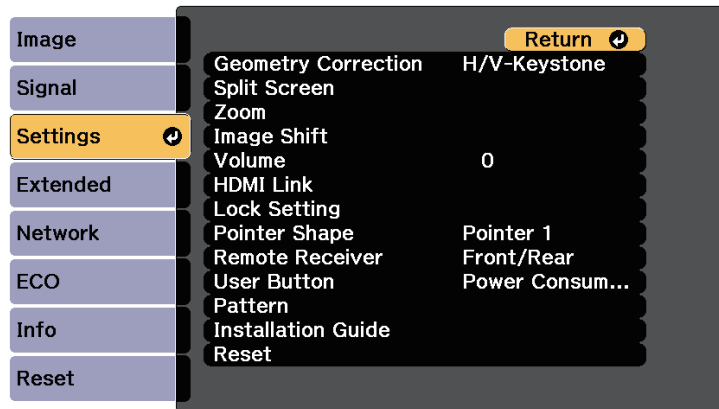 Image
Signal
Settings
Extended
Network
ECO
Info
Reset
Return
Geometry Correction H/V-Keystone
Split Screen
Zoom
Image Shift
Volume 0
HDMI Link
Lock Setting
Pointer Shape Pointer 1
Remote Receiver Front/Rear
User Button Power Consum...
Pattern
Installation Guide
Reset